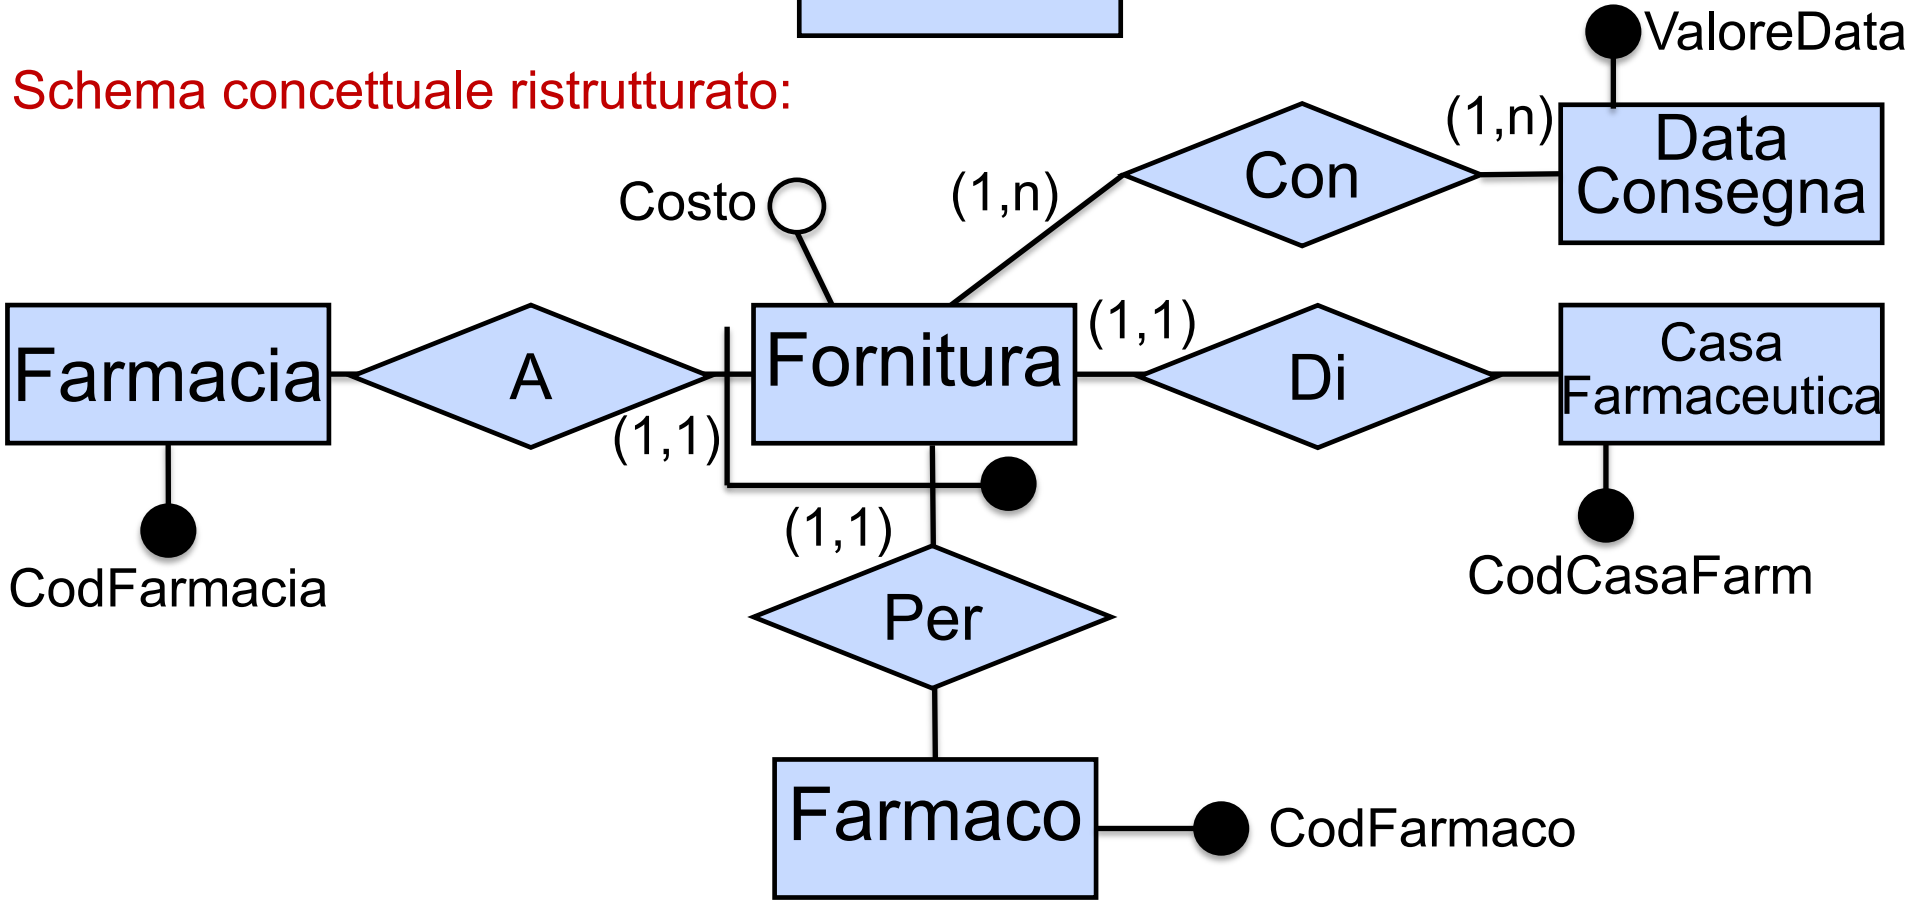 ValoreData
Schema concettuale ristrutturato:
(1,n)
Data
Consegna
Con
(1,n)
Costo
Farmacia
A
Fornitura
(1,1)
Di
Casa
Farmaceutica
(1,1)
(1,1)
CodFarmacia
CodCasaFarm
Per
Farmaco
CodFarmaco